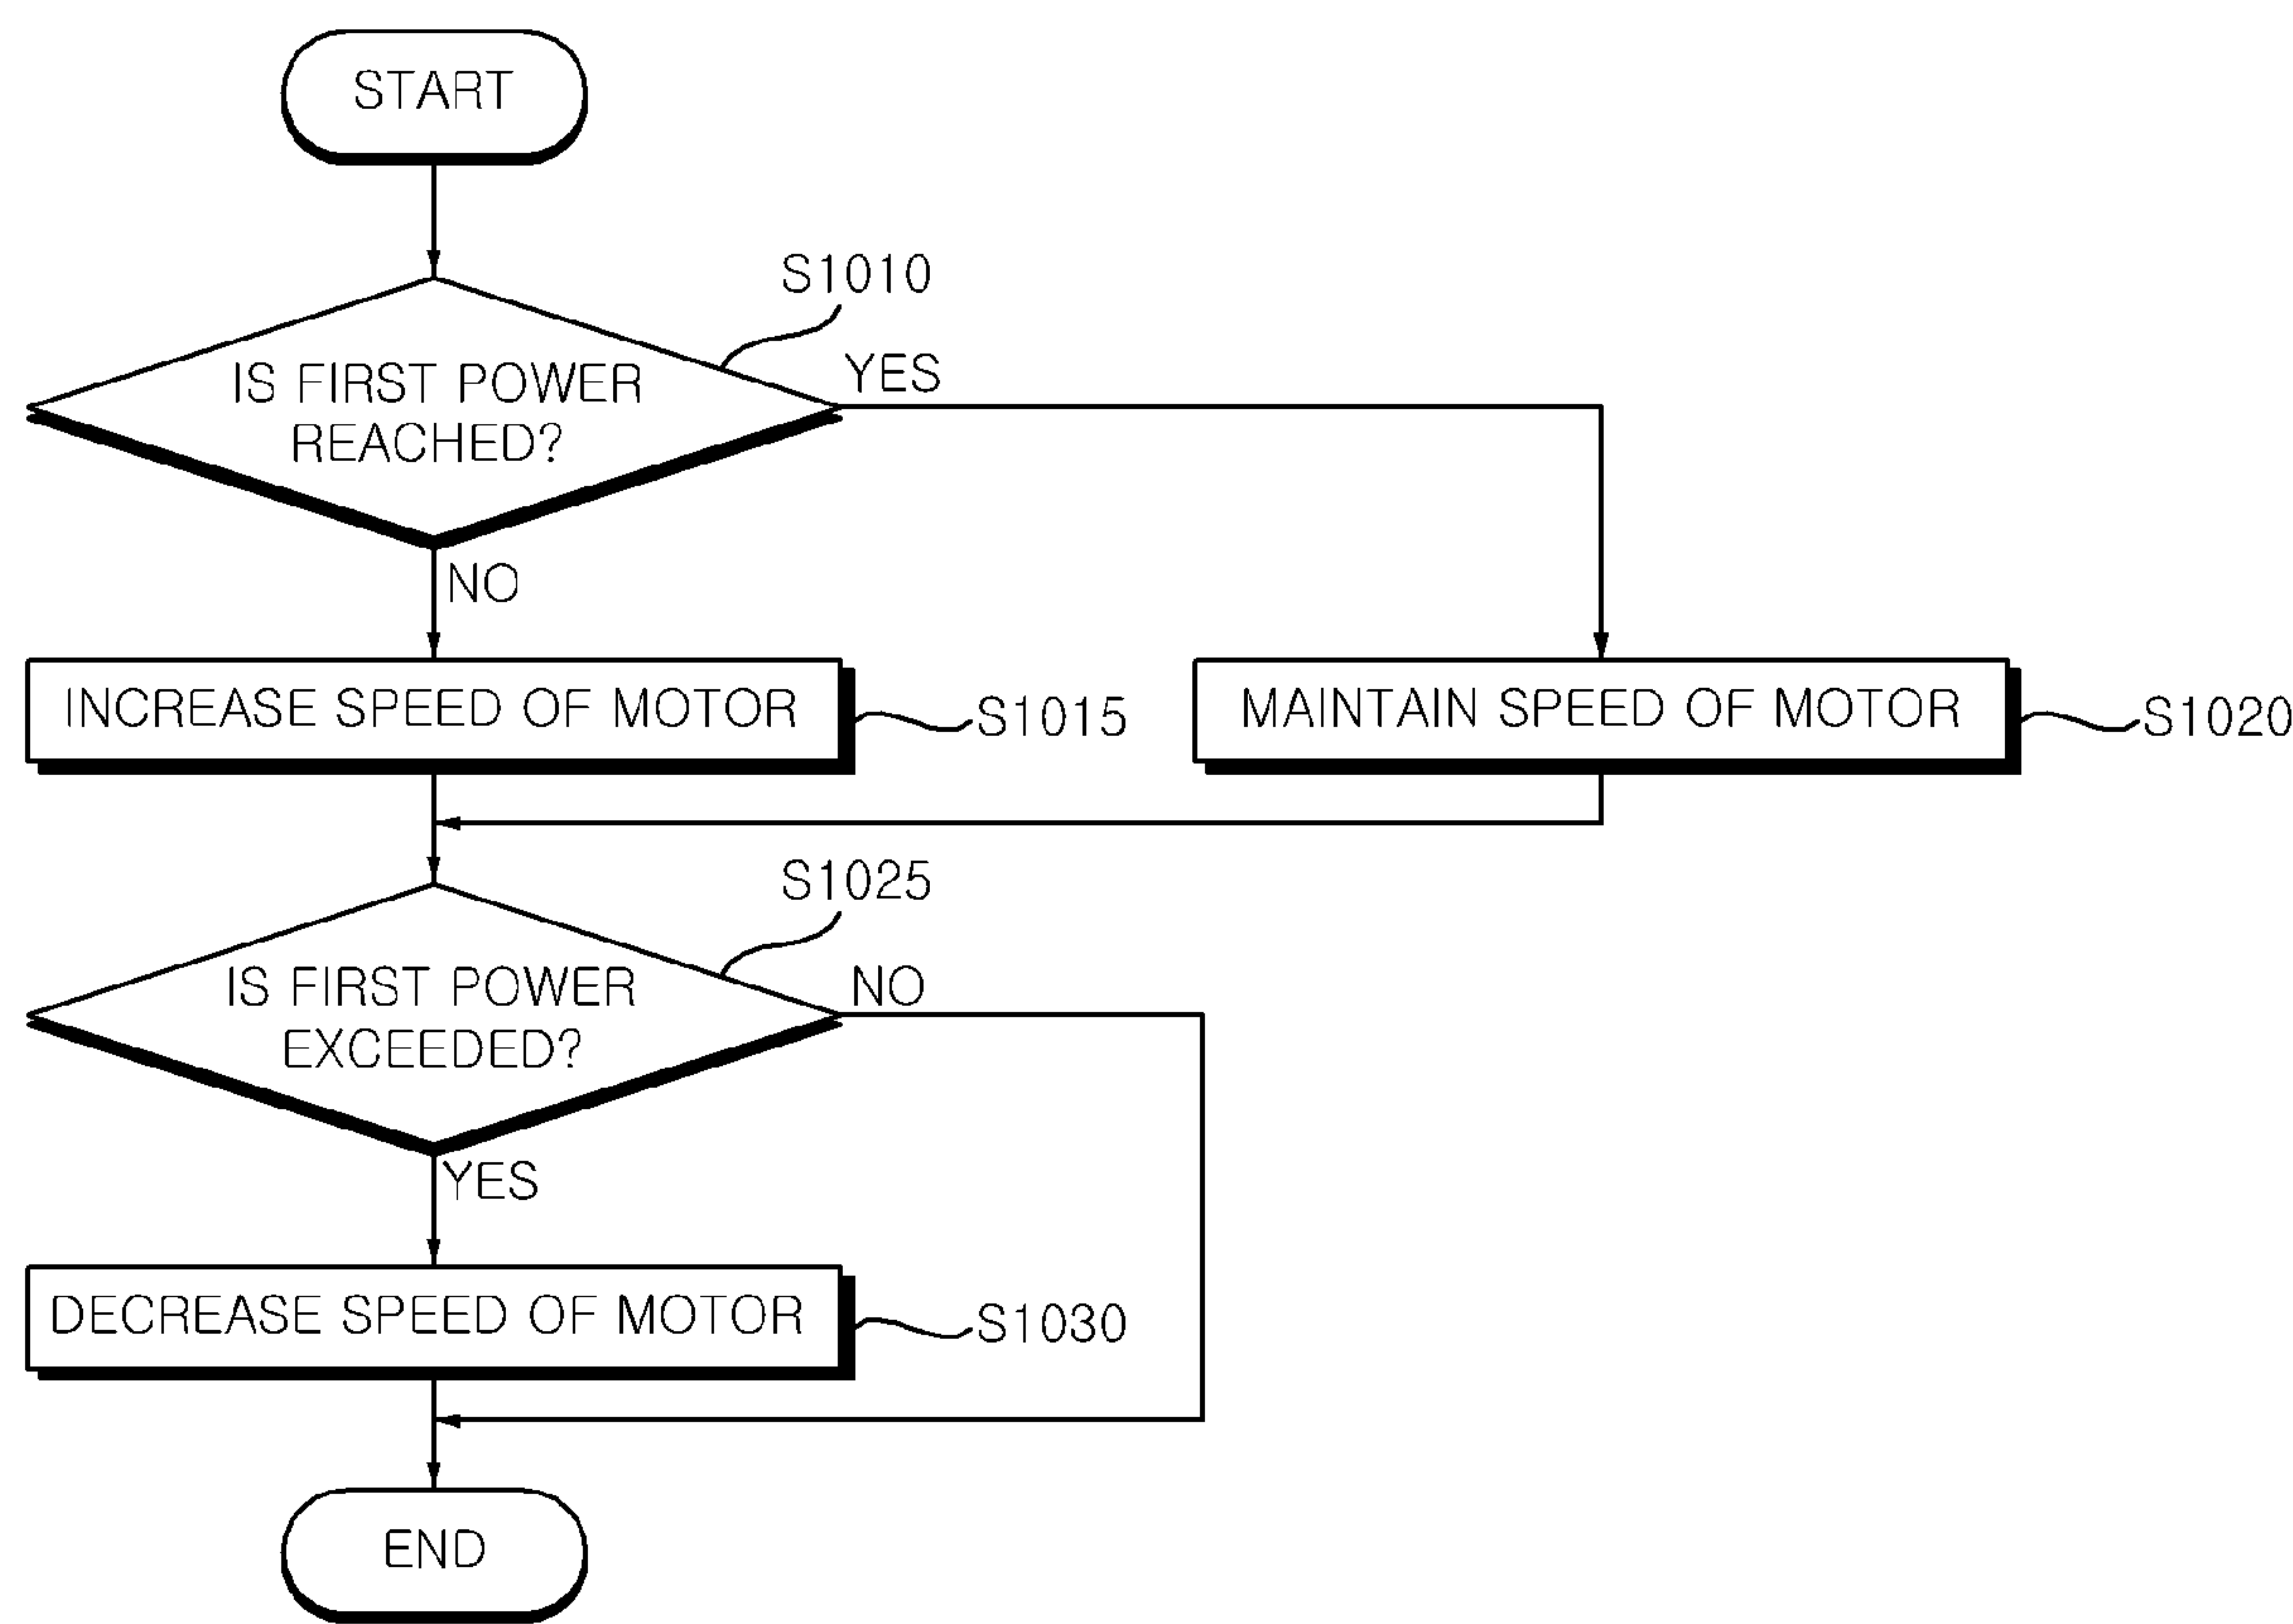 START
S1010
IS FIRST POWER
REACHED?
YES
NO
INCREASE SPEED OF MOTOR
S1015
MAINTAIN SPEED OF MOTOR
S1020
S1025
IS FIRST POWER
EXCEEDED?
NO
YES
DECREASE SPEED OF MOTOR
S1030
END